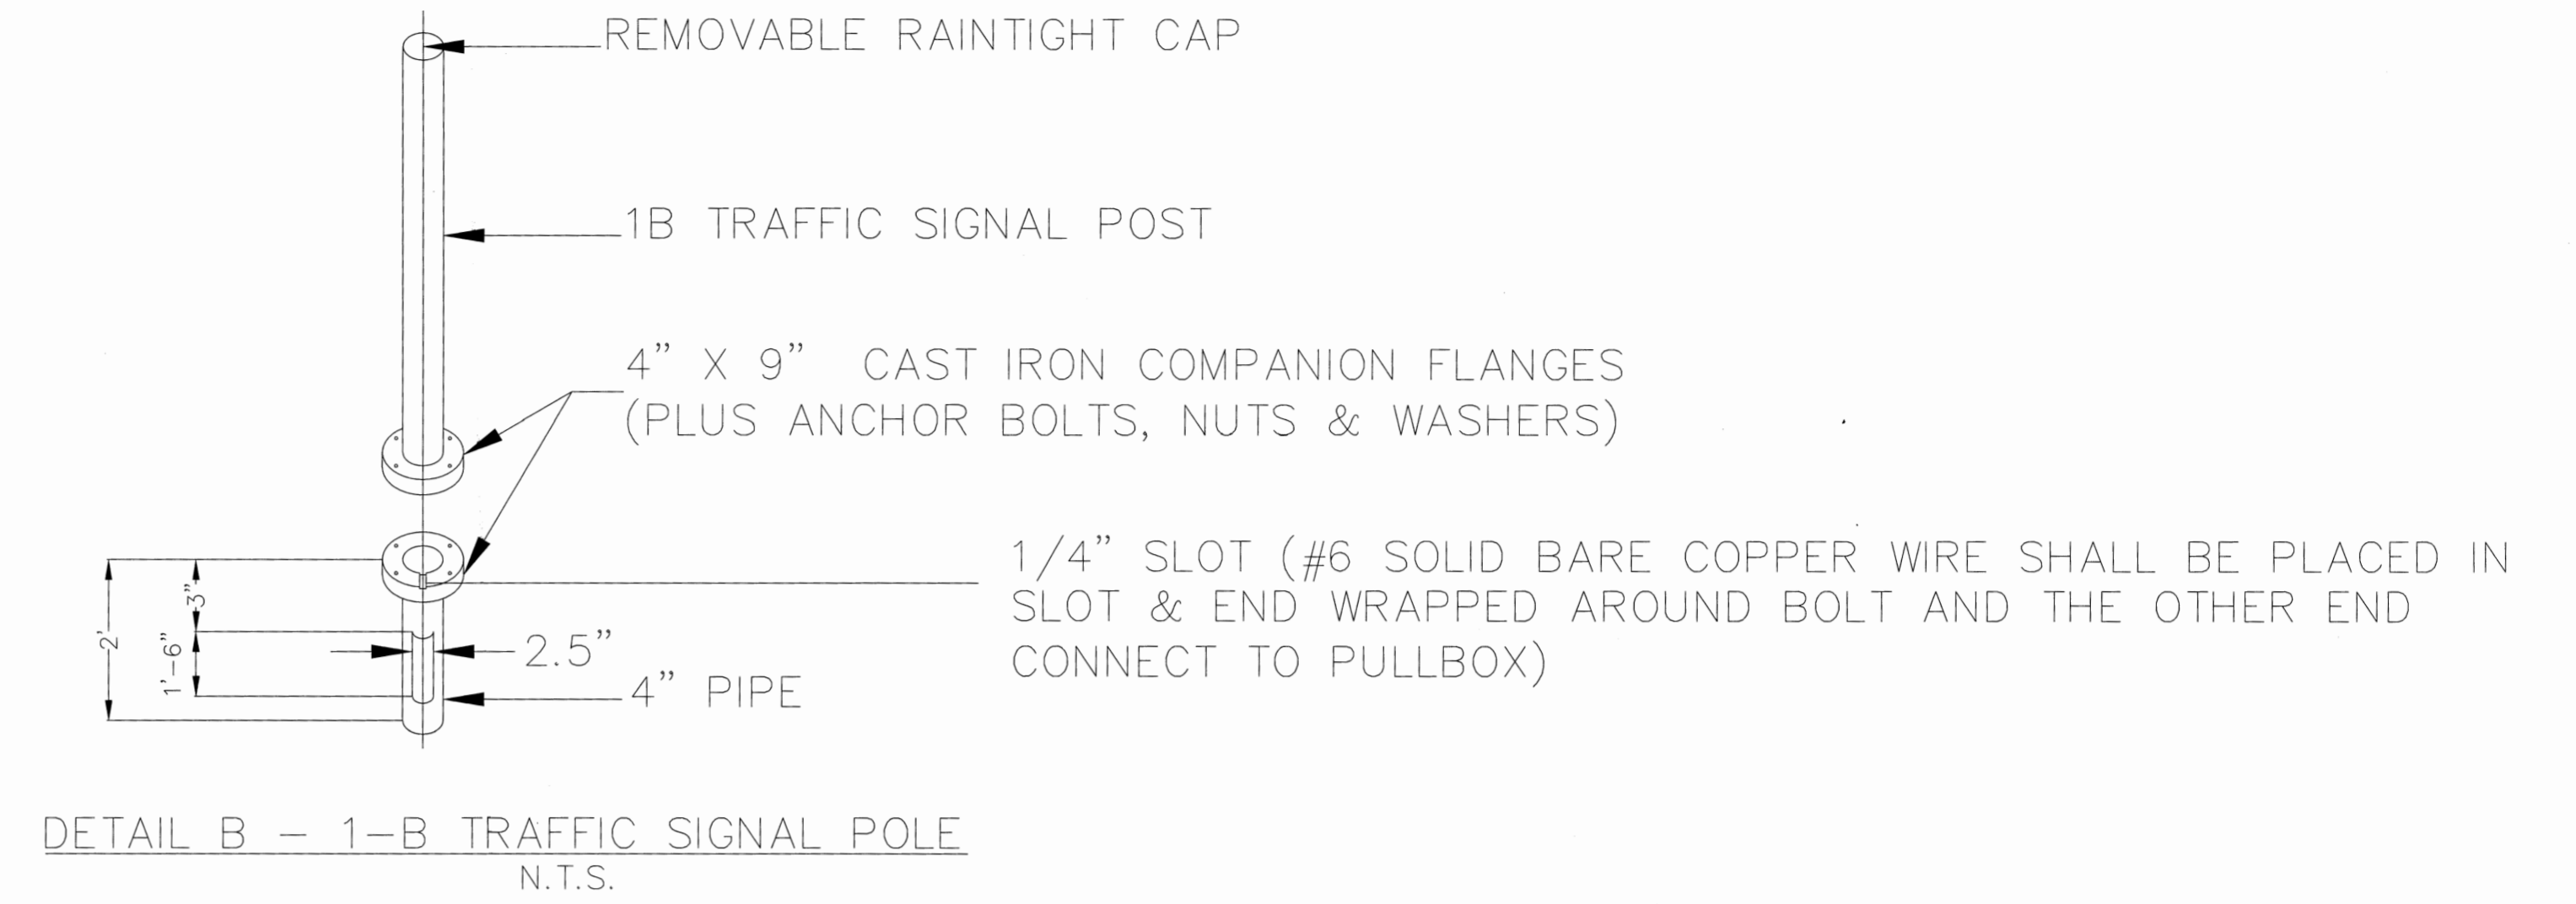 REMOVABLE RAINTIGHT CAP
1B TRAFFIC SIGNAL POST
4" X 9" CAST IRON COMPANION FLANGES
(PLUS ANCHOR BOLTS, NUTS & WASHERS)
1/4" SLOT (#6 SOLID BARE COPPER WIRE SHALL BE PLACED IN
SLOT & END WRAPPED AROUND BOLT AND THE OTHER END
CONNECT TO PULLBOX)
3"
2'
1'-6"
2.5"
4" PIPE
DETAIL B - 1-B TRAFFIC SIGNAL POLE
N.T.S.